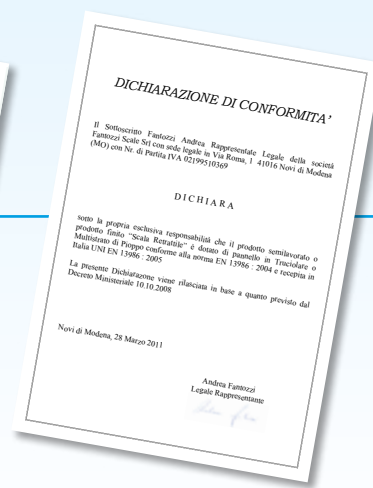 DICHIARAZIONE DI CONFORMITA’
Il Sottoscritto Fantozzi Andrea Rappresentate Legale della società
Fantozzi Scale Srl con sede legale in Via Roma, 1 41016 Novi di Modena
(MO) con Nr. di Partita IVA 02199510369
DICHIARA
sotto la propria esclusiva responsabilità che il prodotto semilavorato o
prodotto finito “Scala Retrattile” è dotato di pannello in Truciolare o
Multistrato di Pioppo conforme alla norma EN 13986 : 2004 e recepita in
Italia UNI EN 13986 : 2005
La presente Dichiarazone viene rilasciata in base a quanto previsto dal
Decreto Ministeriale 10.10.2008
Novi di Modena, 28 Marzo 2011
Andrea Fantozzi
Legale Rappresentante